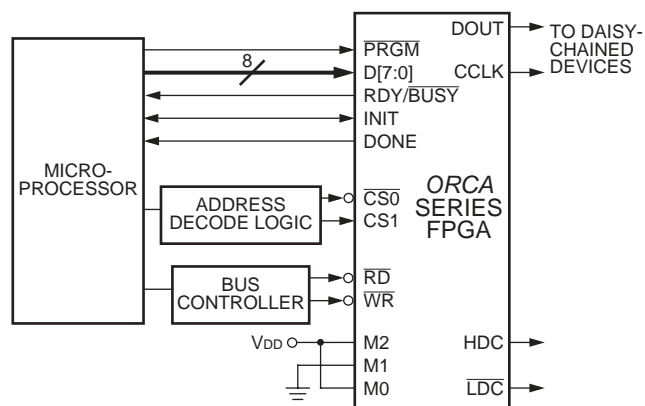 DOUT
TO DAISY-
CHAINED
DEVICES
CCLK
8
PRGM
D[7:0]
RDY/BUSY
INIT
DONE
MICRO-
PROCESSOR
ADDRESS
DECODE LOGIC
CS0
CS1
ORCA
SERIES
FPGA
BUS
CONTROLLER
RD
WR
VDD
M2
M1
M0
HDC
LDC